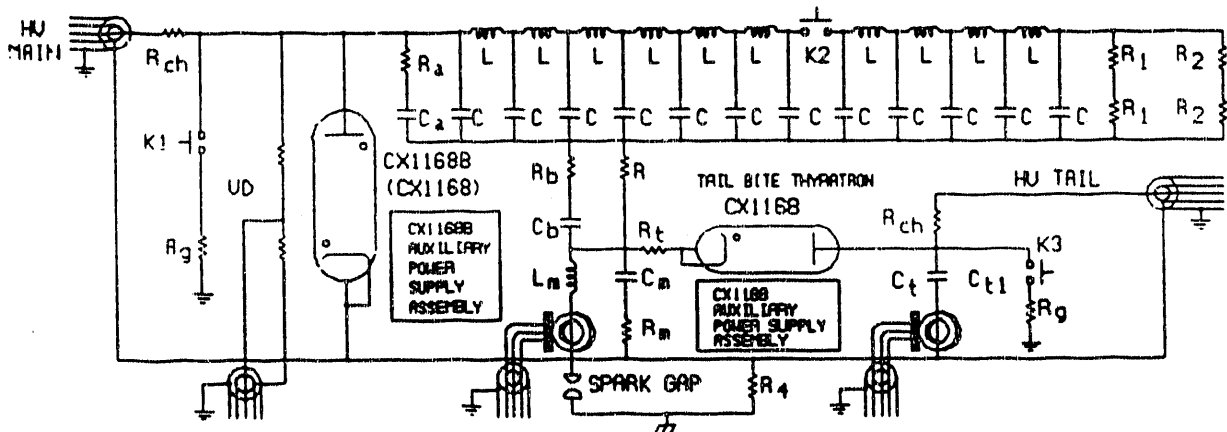 HV
MAIN
Rch
K1
Rg
VD
CX1168B
(CX1168)
CX1168B
AUXILIARY
POWER
SUPPLY
ASSEMBLY
Ra
Ca
L L L L L L K2 L L L L
C C C C C C C C C C C C
R1 R2
R1 R2
Rb
R
Cb
TAIL BITE THYRATRON
CX1168
HV TAIL
Rt
Lm
Cm
Rm
CX1168
AUXILIARY
POWER SUPPLY
ASSEMBLY
Rch
Ct
Ct1
K3
Rg
SPARK GAP
R4